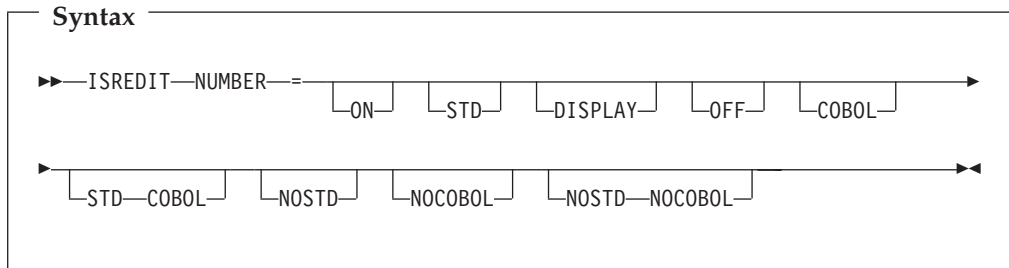 Syntax
ISREDIT NUMBER =
ON STD DISPLAY OFF COBOL
STD COBOL NOSTD NOCOBOL NOSTD NOCOBOL